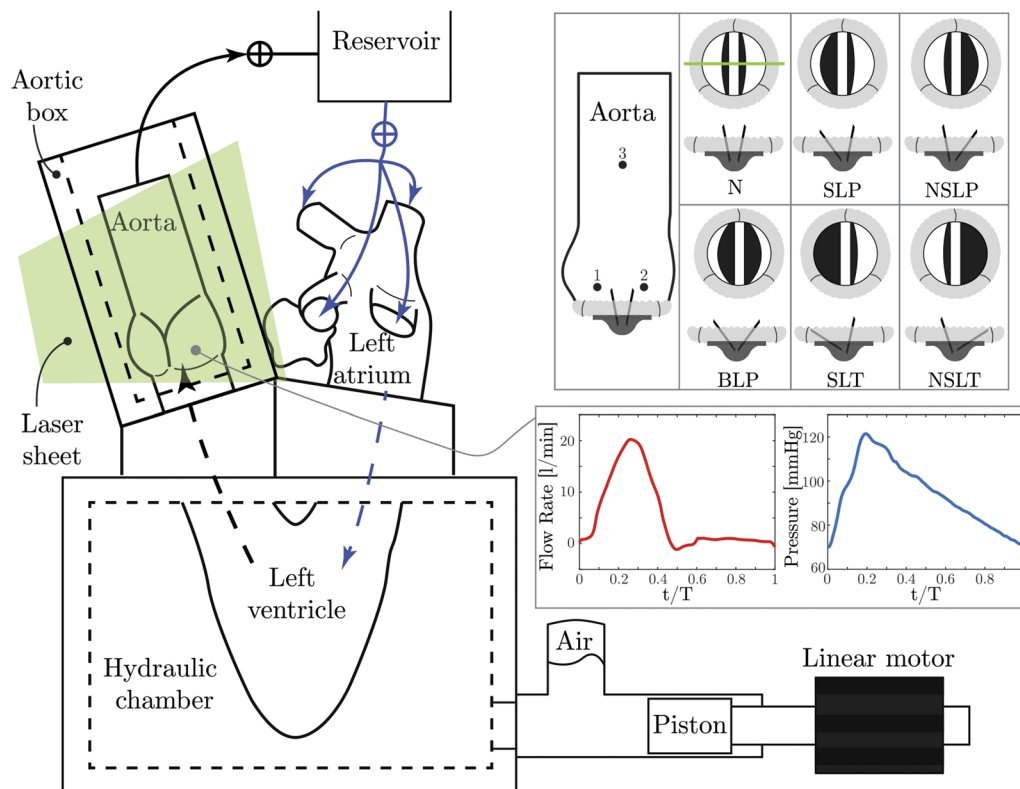 Reservoir
Aortic
box
Aorta
Laser
sheet
Left
atrium
Left
ventricle
Hydraulic
chamber
Air
Piston
Linear motor
Aorta
3
1
2
N
SLP
NSLP
BLP
SLT
NSLT
Flow Rate [l/min]
20
10
0
0
0.2
0.4
0.6
0.8
1
t/T
Pressure [mmHg]
120
100
80
60
0
0.2
0.4
0.6
0.8
t/T